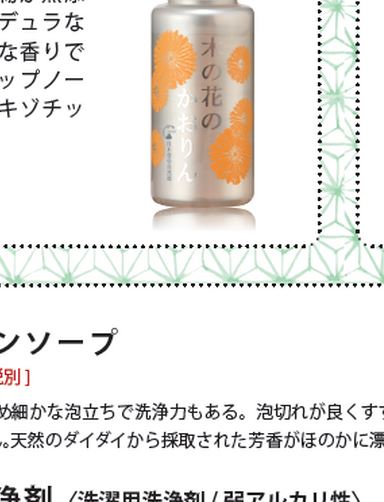 デュラな
な香りで
ップノー
キゾチッ
木の花の
かおりん
ンソープ
税別]
め細かな泡立ちで洗浄力もある。泡切れが良くす
。天然のダイダイから採取された芳香がほのかに漂
浄剤〈洗濯用洗浄剤/弱アルカリ性〉